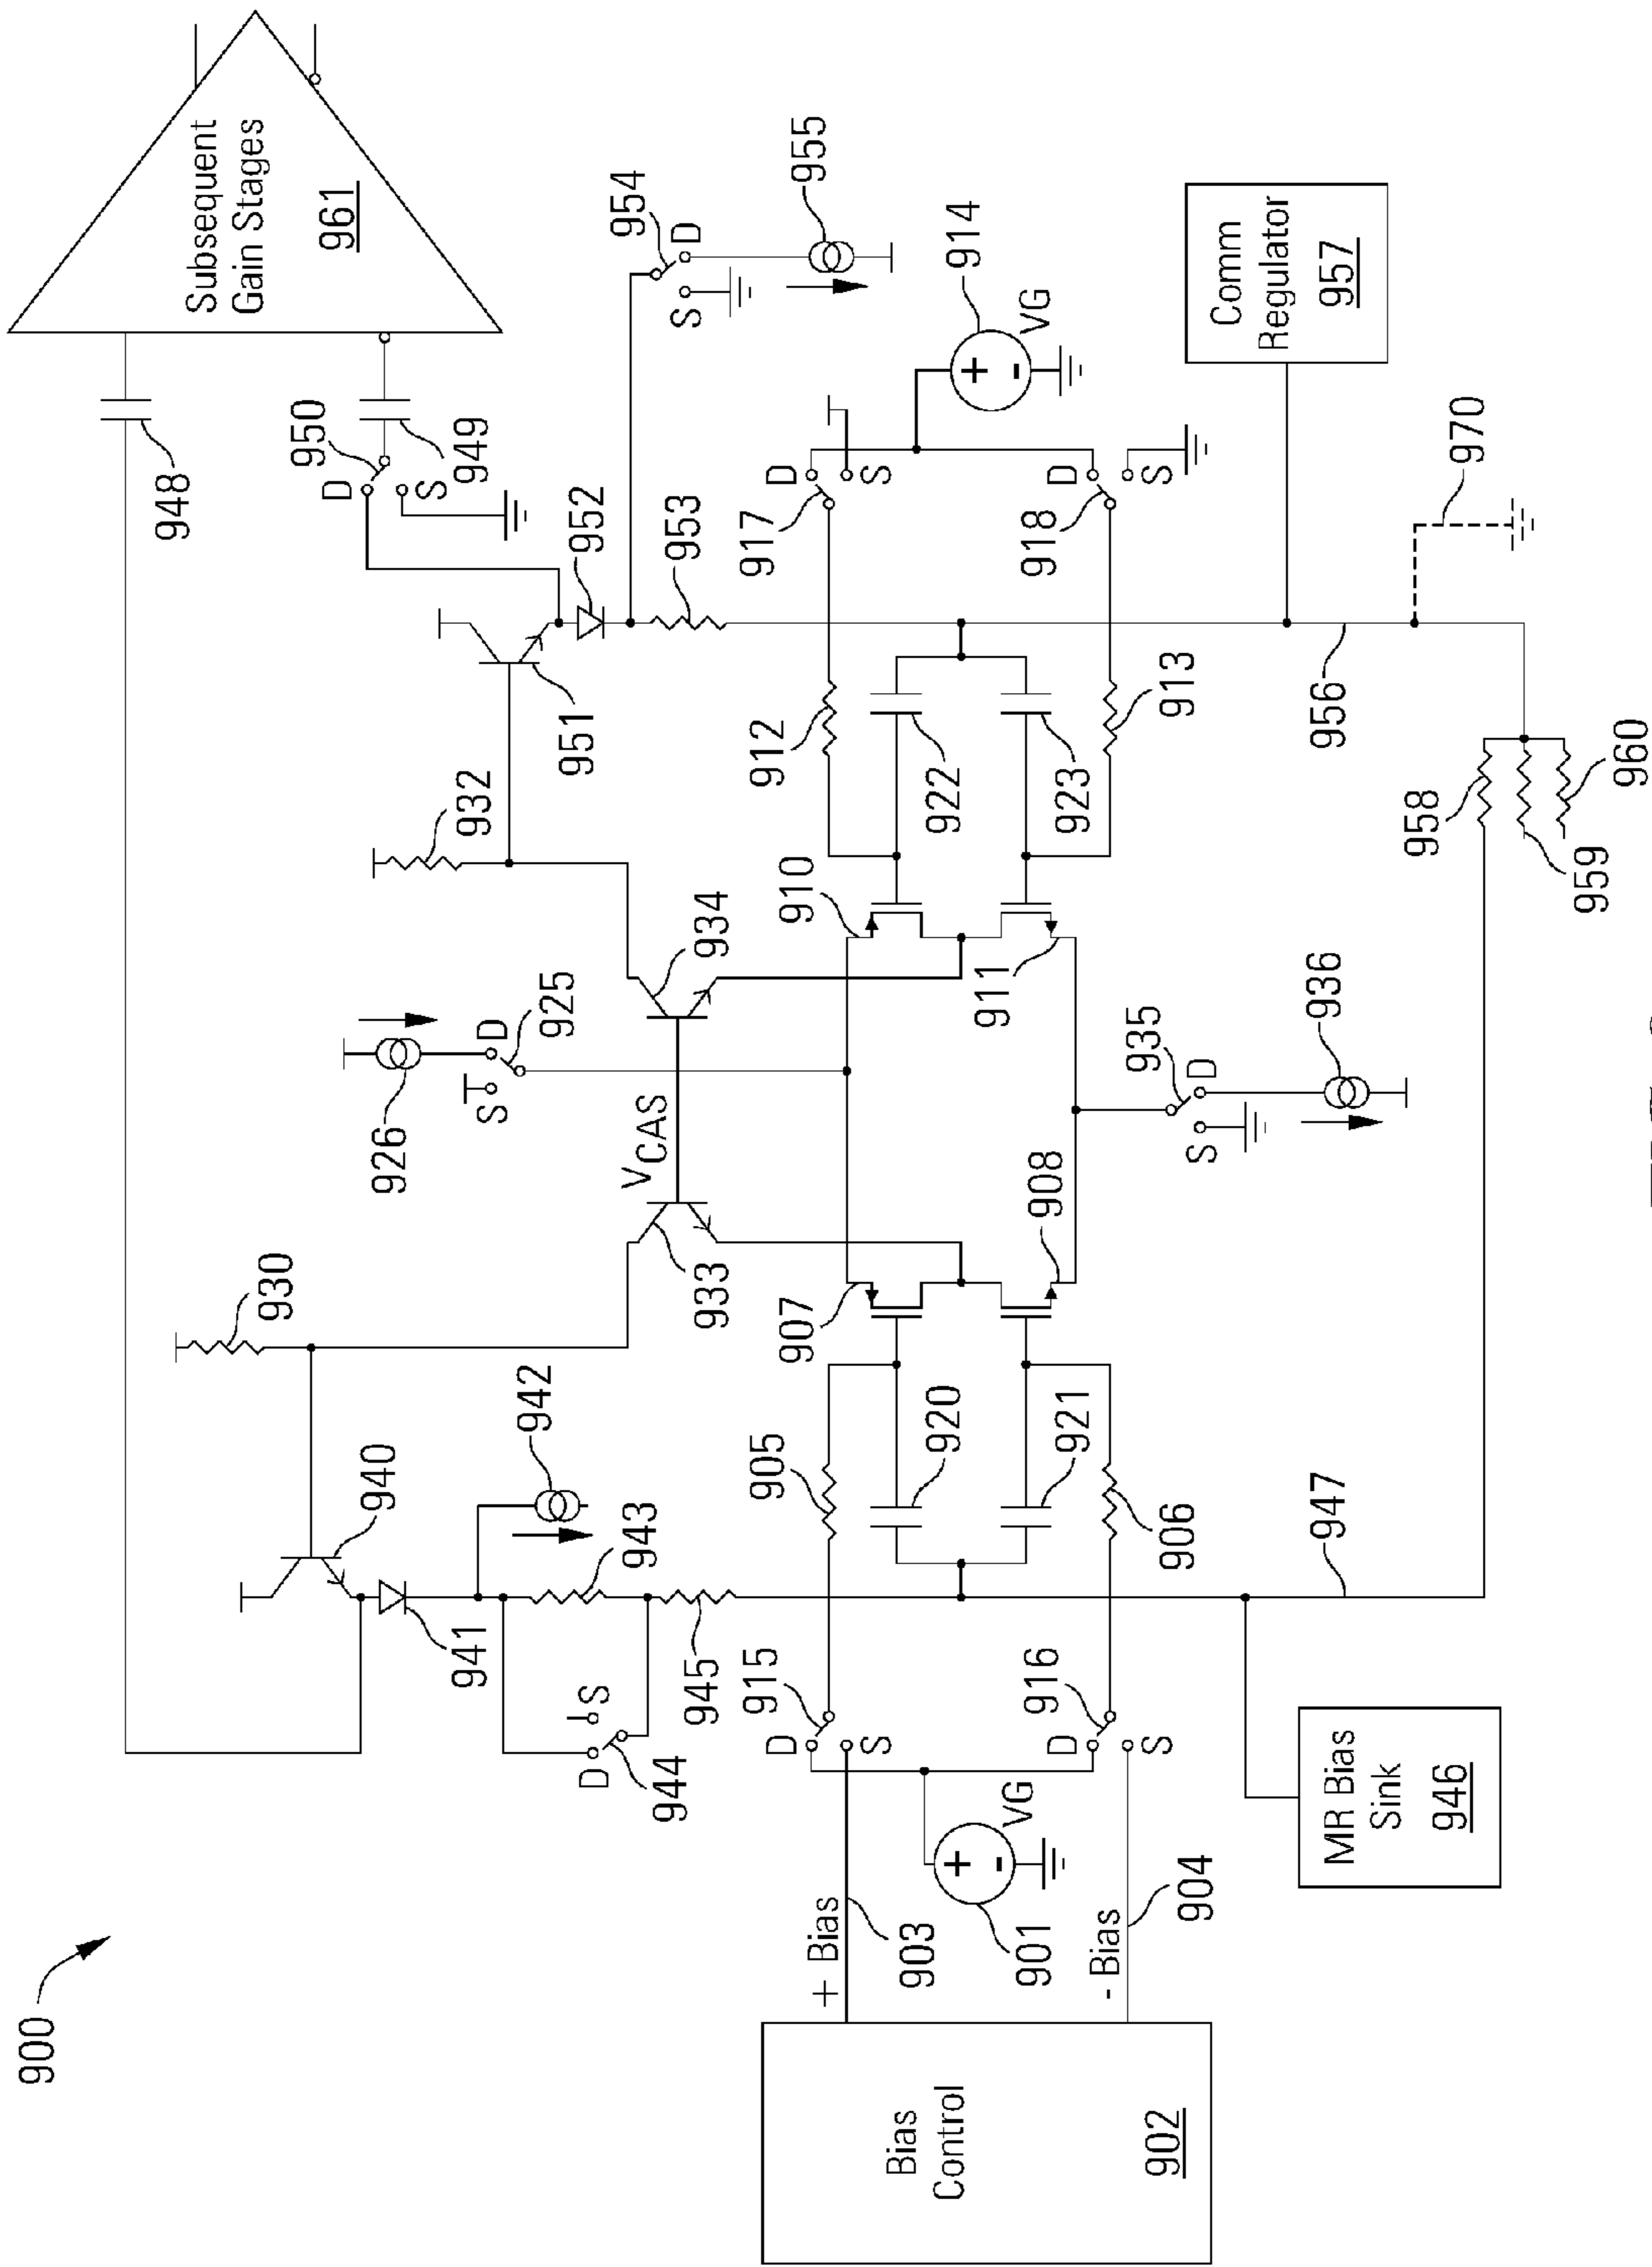 900
Subsequent
Gain Stages
961
948
950
D
S
949
951
952
953
954
D
S
955
932
930
934
933
VCAS
926
S
D
925
940
941
942
943
944
D
S
945
917
D
S
914
VG
+
-
918
D
S
912
922
923
913
910
911
907
908
905
920
921
906
915
D
S
916
D
S
901
VG
+
-
+ Bias
903
- Bias
904
Bias
Control
902
935
S
D
936
Comm
Regulator
957
970
956
947
MR Bias
Sink
946
958
959
960